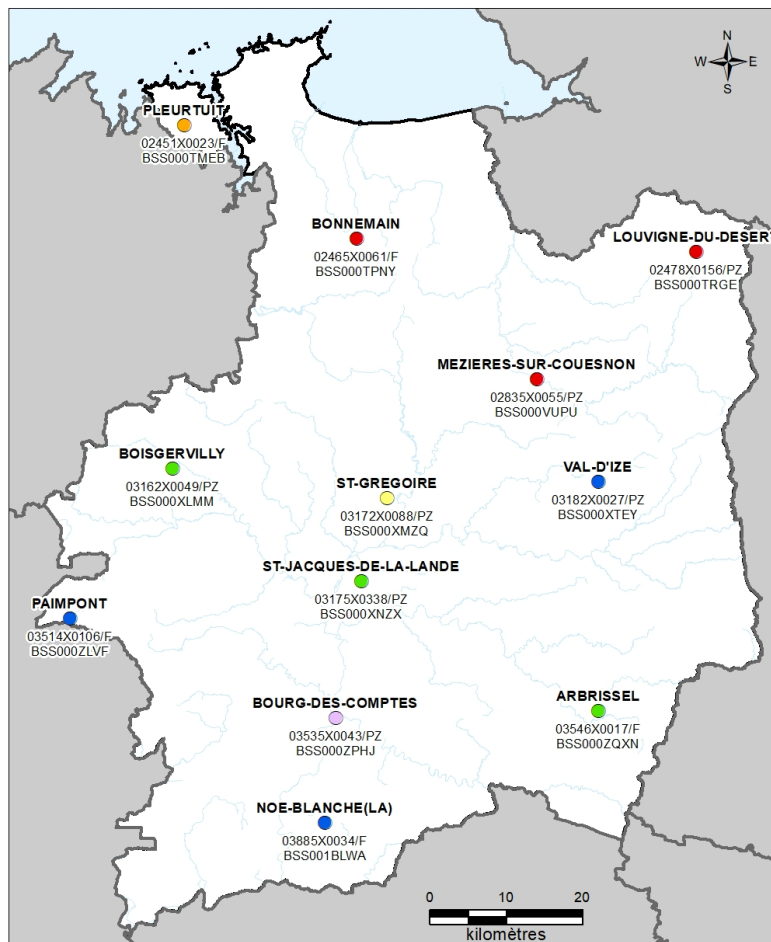 N
W E
S
PLEURTUIT
02451X0023/F
BSS000TMEB
BONNEMAIN
02465X0061/F
BSS000TPNY
LOUVIGNE-DU-DESERT
02478X0156/PZ
BSS000TRGE
MEZIERES-SUR-COUESNON
02835X0055/PZ
BSS000VUPU
BOISGERVILLY
03162X0049/PZ
BSS000XLMM
ST-GREGOIRE
03172X0088/PZ
BSS000XMZQ
VAL-D'IZE
03182X0027/PZ
BSS000XTEY
ST-JACQUES-DE-LA-LANDE
03175X0338/PZ
BSS000XNZX
PAIMPONT
03514X0106/F
BSS000ZLVF
BOURG-DES-COMPTES
03535X0043/PZ
BSS000ZPHJ
ARBRISSEL
03546X0017/F
BSS000ZQXN
NOE-BLANCHE(LA)
03885X0034/F
BSS001BLWA
0 10 20
kilomètres